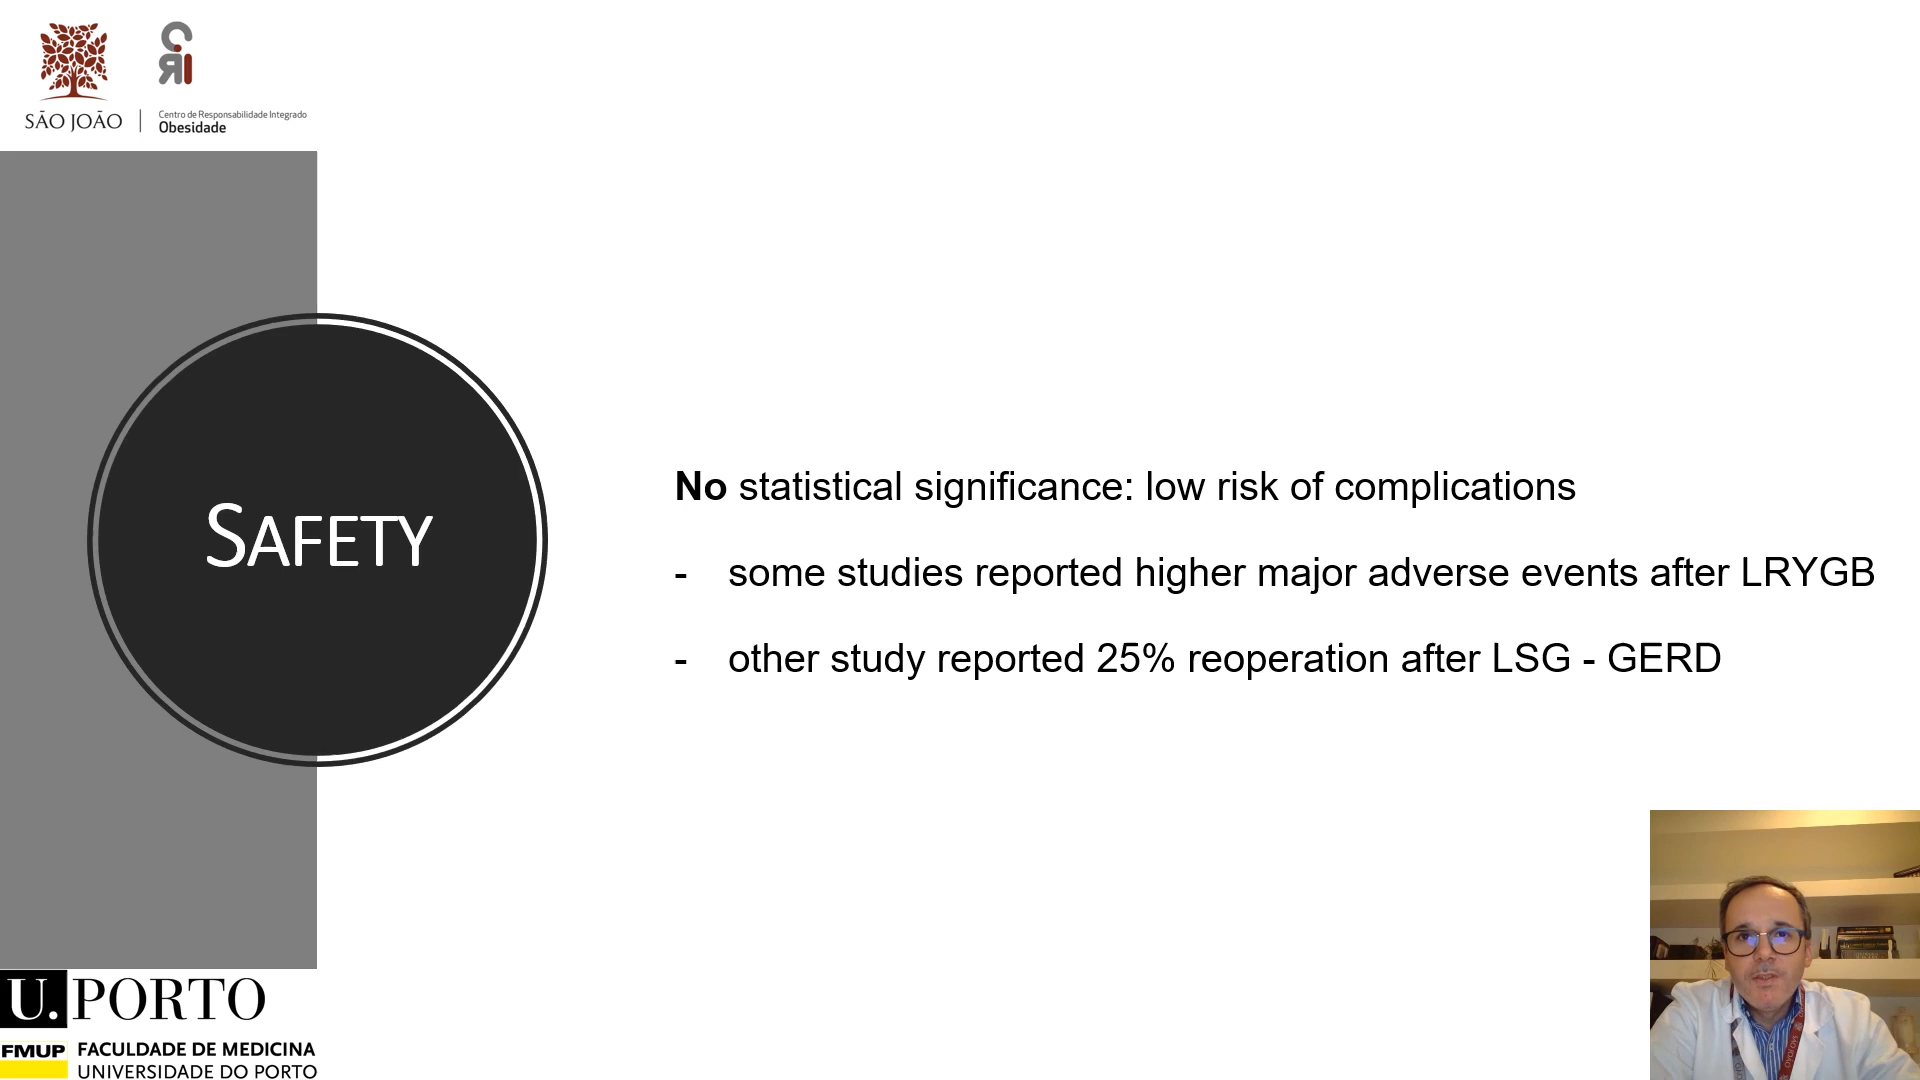 SÃO JOÃO
Centro de Responsabilidade Integrado
Obesidade
SAFETY
No statistical significance: low risk of complications
- some studies reported higher major adverse events after LRYGB
- other study reported 25% reoperation after LSG - GERD
U.PORTO
FMUP FACULDADE DE MEDICINA
UNIVERSIDADE DO PORTO